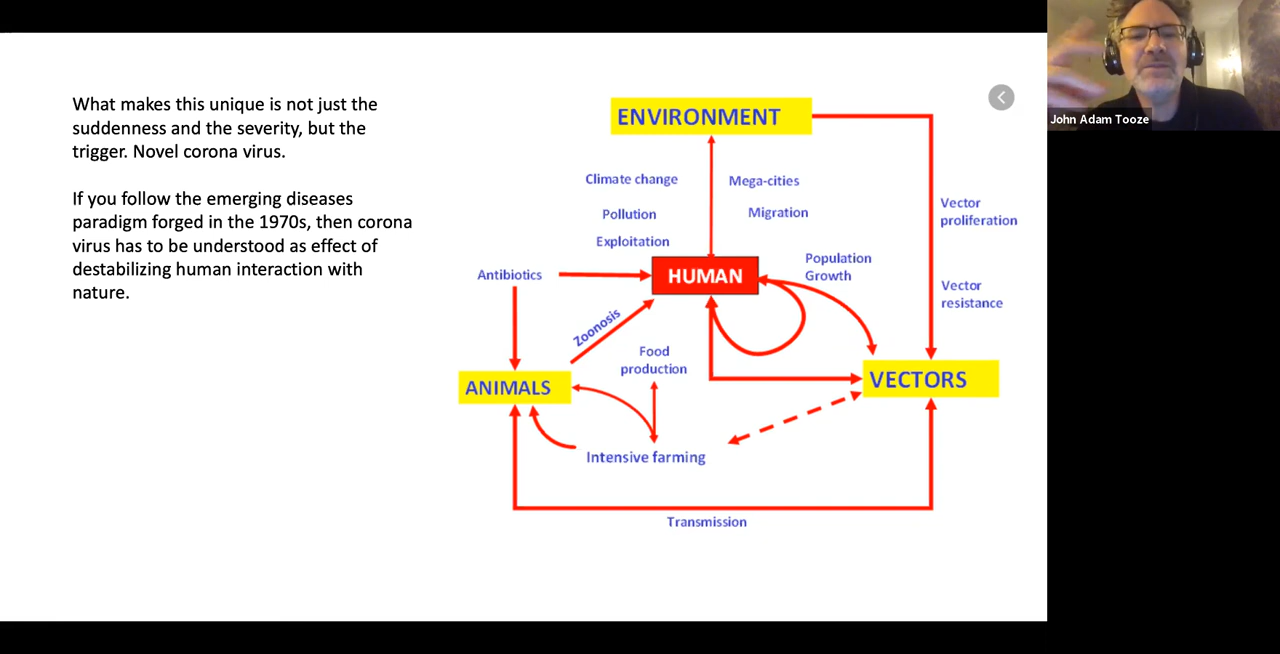 What makes this unique is not just the
suddenness and the severity, but the
trigger. Novel corona virus.
If you follow the emerging diseases
paradigm forged in the 1970s, then corona
virus has to be understood as effect of
destabilizing human interaction with
nature.
ENVIRONMENT
Climate change
Mega-cities
Pollution
Migration
Exploitation
Vector
proliferation
Antibiotics
HUMAN
Population
Growth
Vector
resistance
Zoonosis
Food
production
ANIMALS
VECTORS
Intensive farming
Transmission
John Adam Tooze